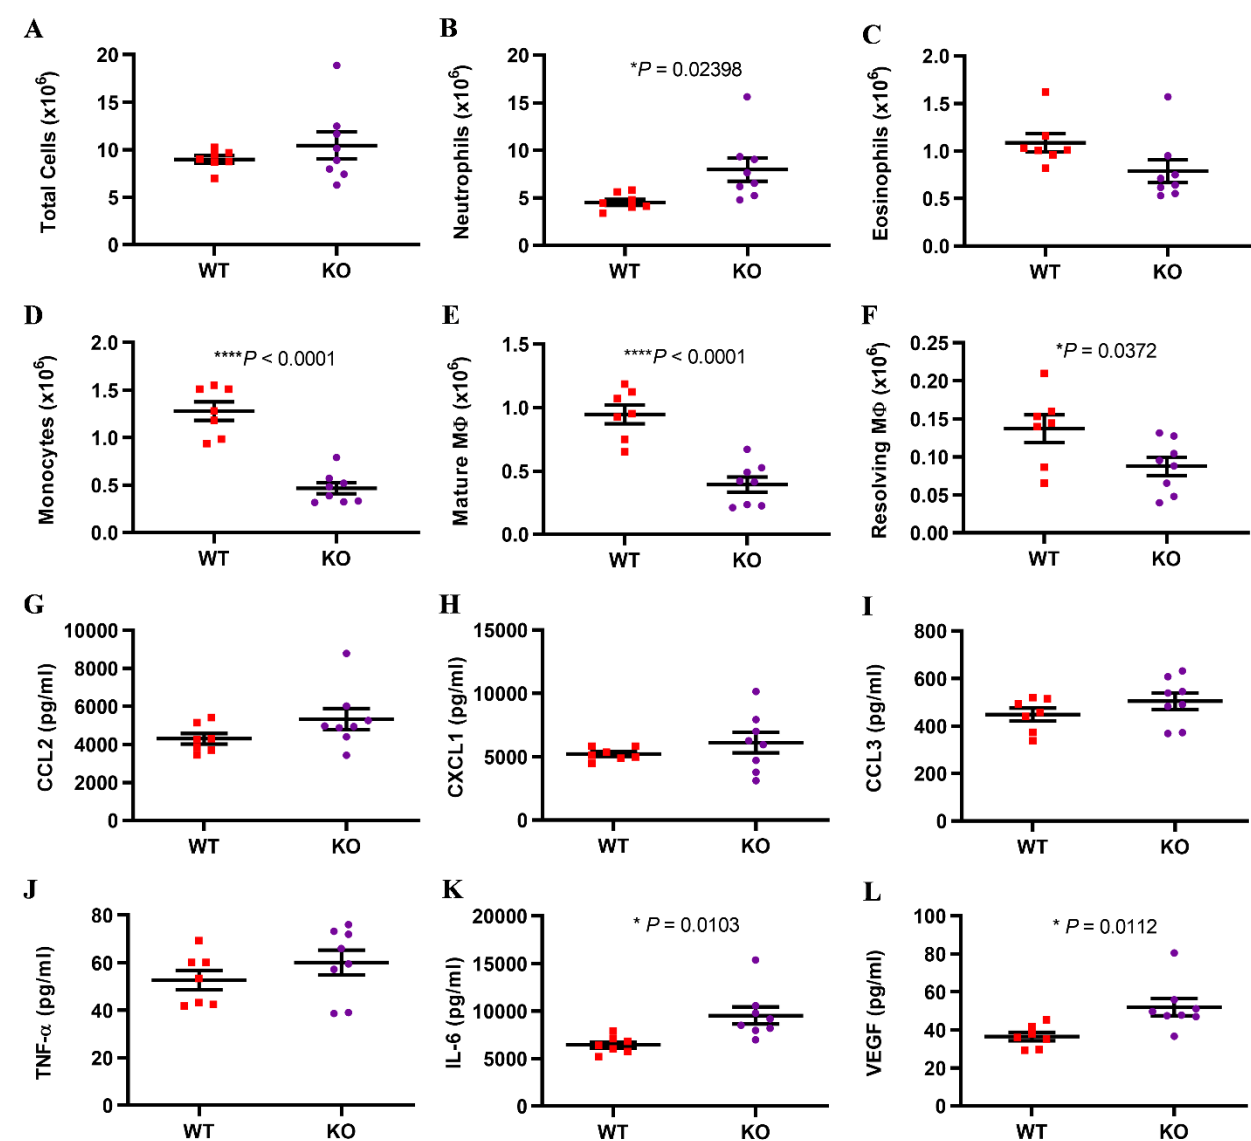 A
Total Cells (x10⁶)
20
15
10
5
0
WT
KO
B
Neutrophils (x10⁶)
20
15
10
5
0
*P = 0.02398
WT
KO
C
Eosinophils (x10⁶)
2.0
1.5
1.0
0.5
0.0
WT
KO
D
Monocytes (x10⁶)
2.0
1.5
1.0
0.5
0.0
****P < 0.0001
WT
KO
E
Mature MΦ (x10⁶)
1.5
1.0
0.5
0.0
****P < 0.0001
WT
KO
F
Resolving MΦ (x10⁶)
0.25
0.20
0.15
0.10
0.05
0.00
*P = 0.0372
WT
KO
G
CCL2 (pg/ml)
10000
8000
6000
4000
2000
0
WT
KO
H
CXCL1 (pg/ml)
15000
10000
5000
0
WT
KO
I
CCL3 (pg/ml)
800
600
400
200
0
WT
KO
J
TNF-α (pg/ml)
80
60
40
20
0
WT
KO
K
IL-6 (pg/ml)
20000
15000
10000
5000
0
* P = 0.0103
WT
KO
L
VEGF (pg/ml)
100
80
60
40
20
0
* P = 0.0112
WT
KO